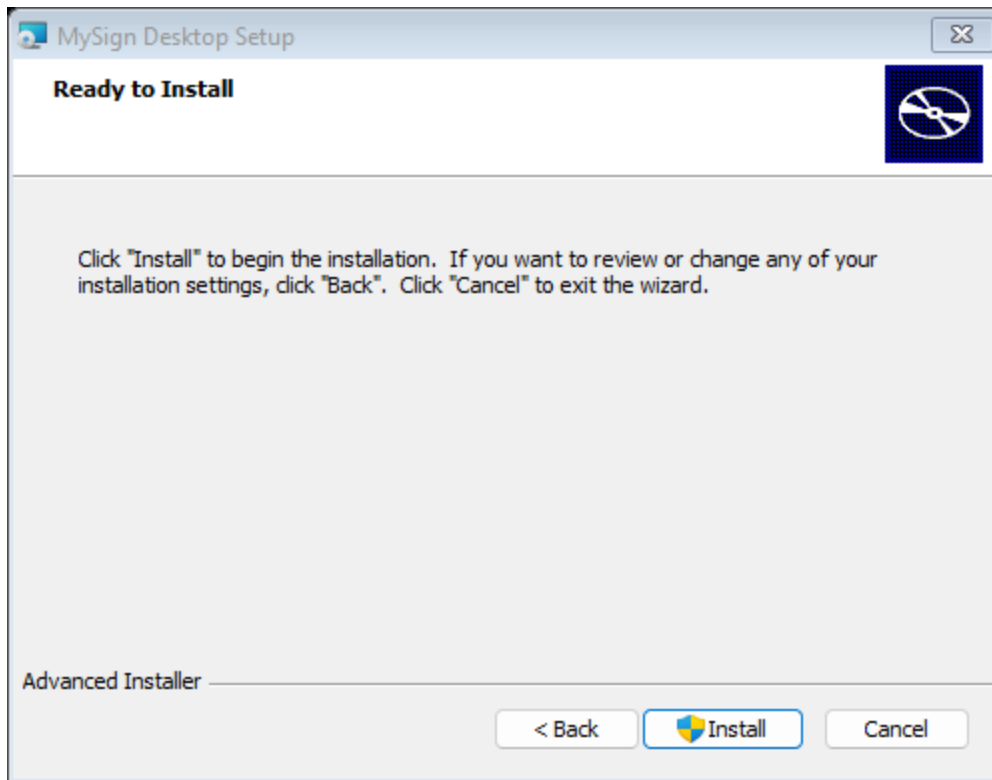 MySign Desktop Setup
Ready to Install
Click "Install" to begin the installation.  If you want to review or change any of your
installation settings, click "Back".  Click "Cancel" to exit the wizard.
Advanced Installer
< Back
Install
Cancel